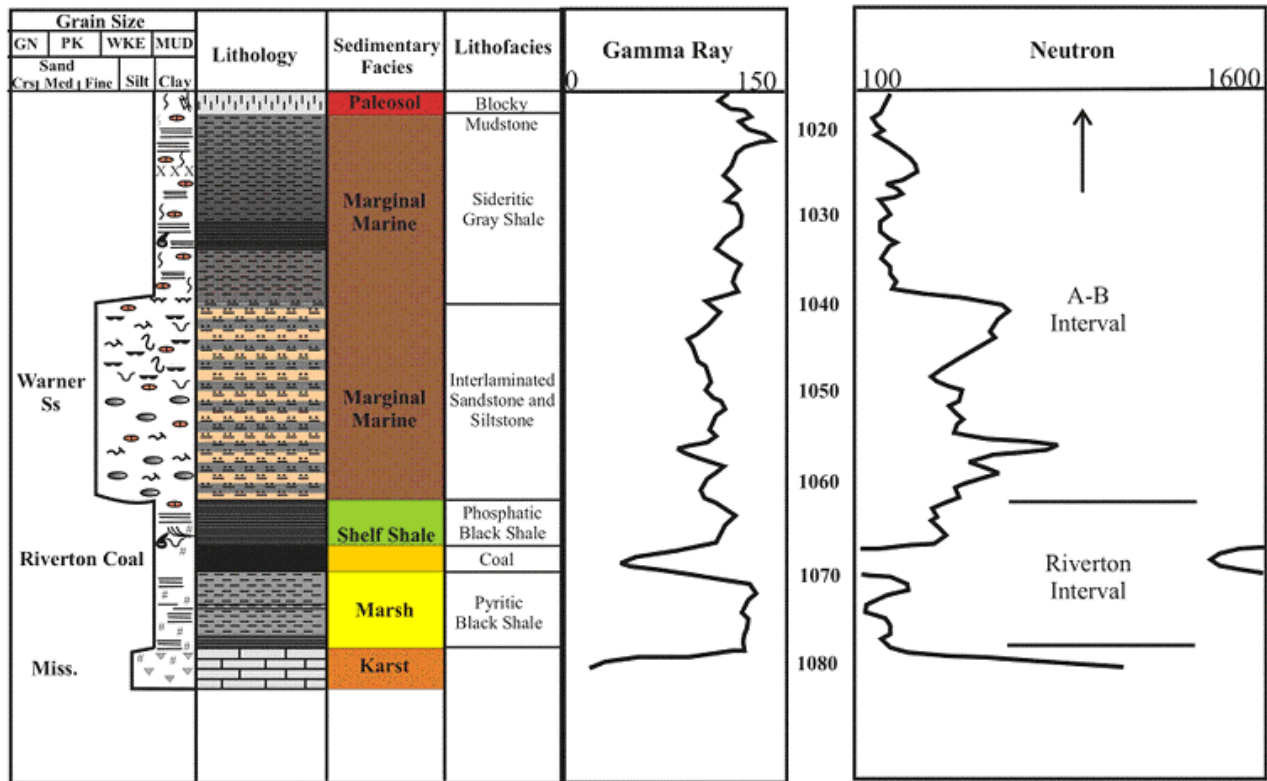 Grain Size
GN PK WKE MUD
Sand
Crs Med Fine Silt Clay
Lithology
Sedimentary
Facies
Lithofacies
Gamma Ray
0 150
Neutron
100 1600
Paleosol
Blocky
Mudstone
Marginal
Marine
Sideritic
Gray Shale
X X X
Warner
Ss
Marginal
Marine
Interlaminated
Sandstone and
Siltstone
Shelf Shale
Phosphatic
Black Shale
Riverton Coal
Coal
Marsh
Pyritic
Black Shale
Miss.
Karst
1020
1030
1040
1050
1060
1070
1080
A-B
Interval
Riverton
Interval